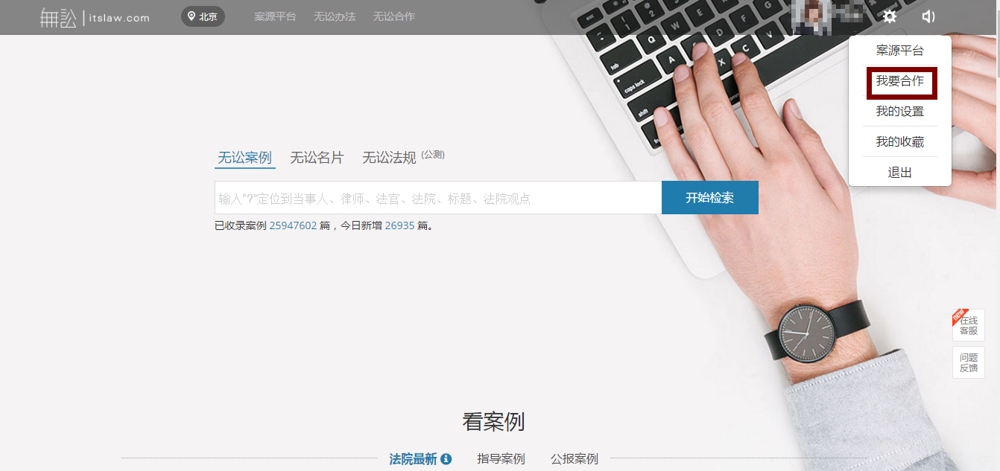 無訟 | itslaw.com
北京
案源平台
无讼办法
无讼合作
案源平台
我要合作
我的设置
我的收藏
退出
无讼案例
无讼名片
无讼法规 (公测)
输入“?”定位到当事人、律师、法官、法院、标题、法院观点
开始检索
已收录案例 25947602 篇，今日新增 26935 篇。
new
在线
客服
问题
反馈
看案例
法院最新
指导案例
公报案例
esc
tab
caps lock
shift
Q
W
E
A
S
D
F
G
X
C
V